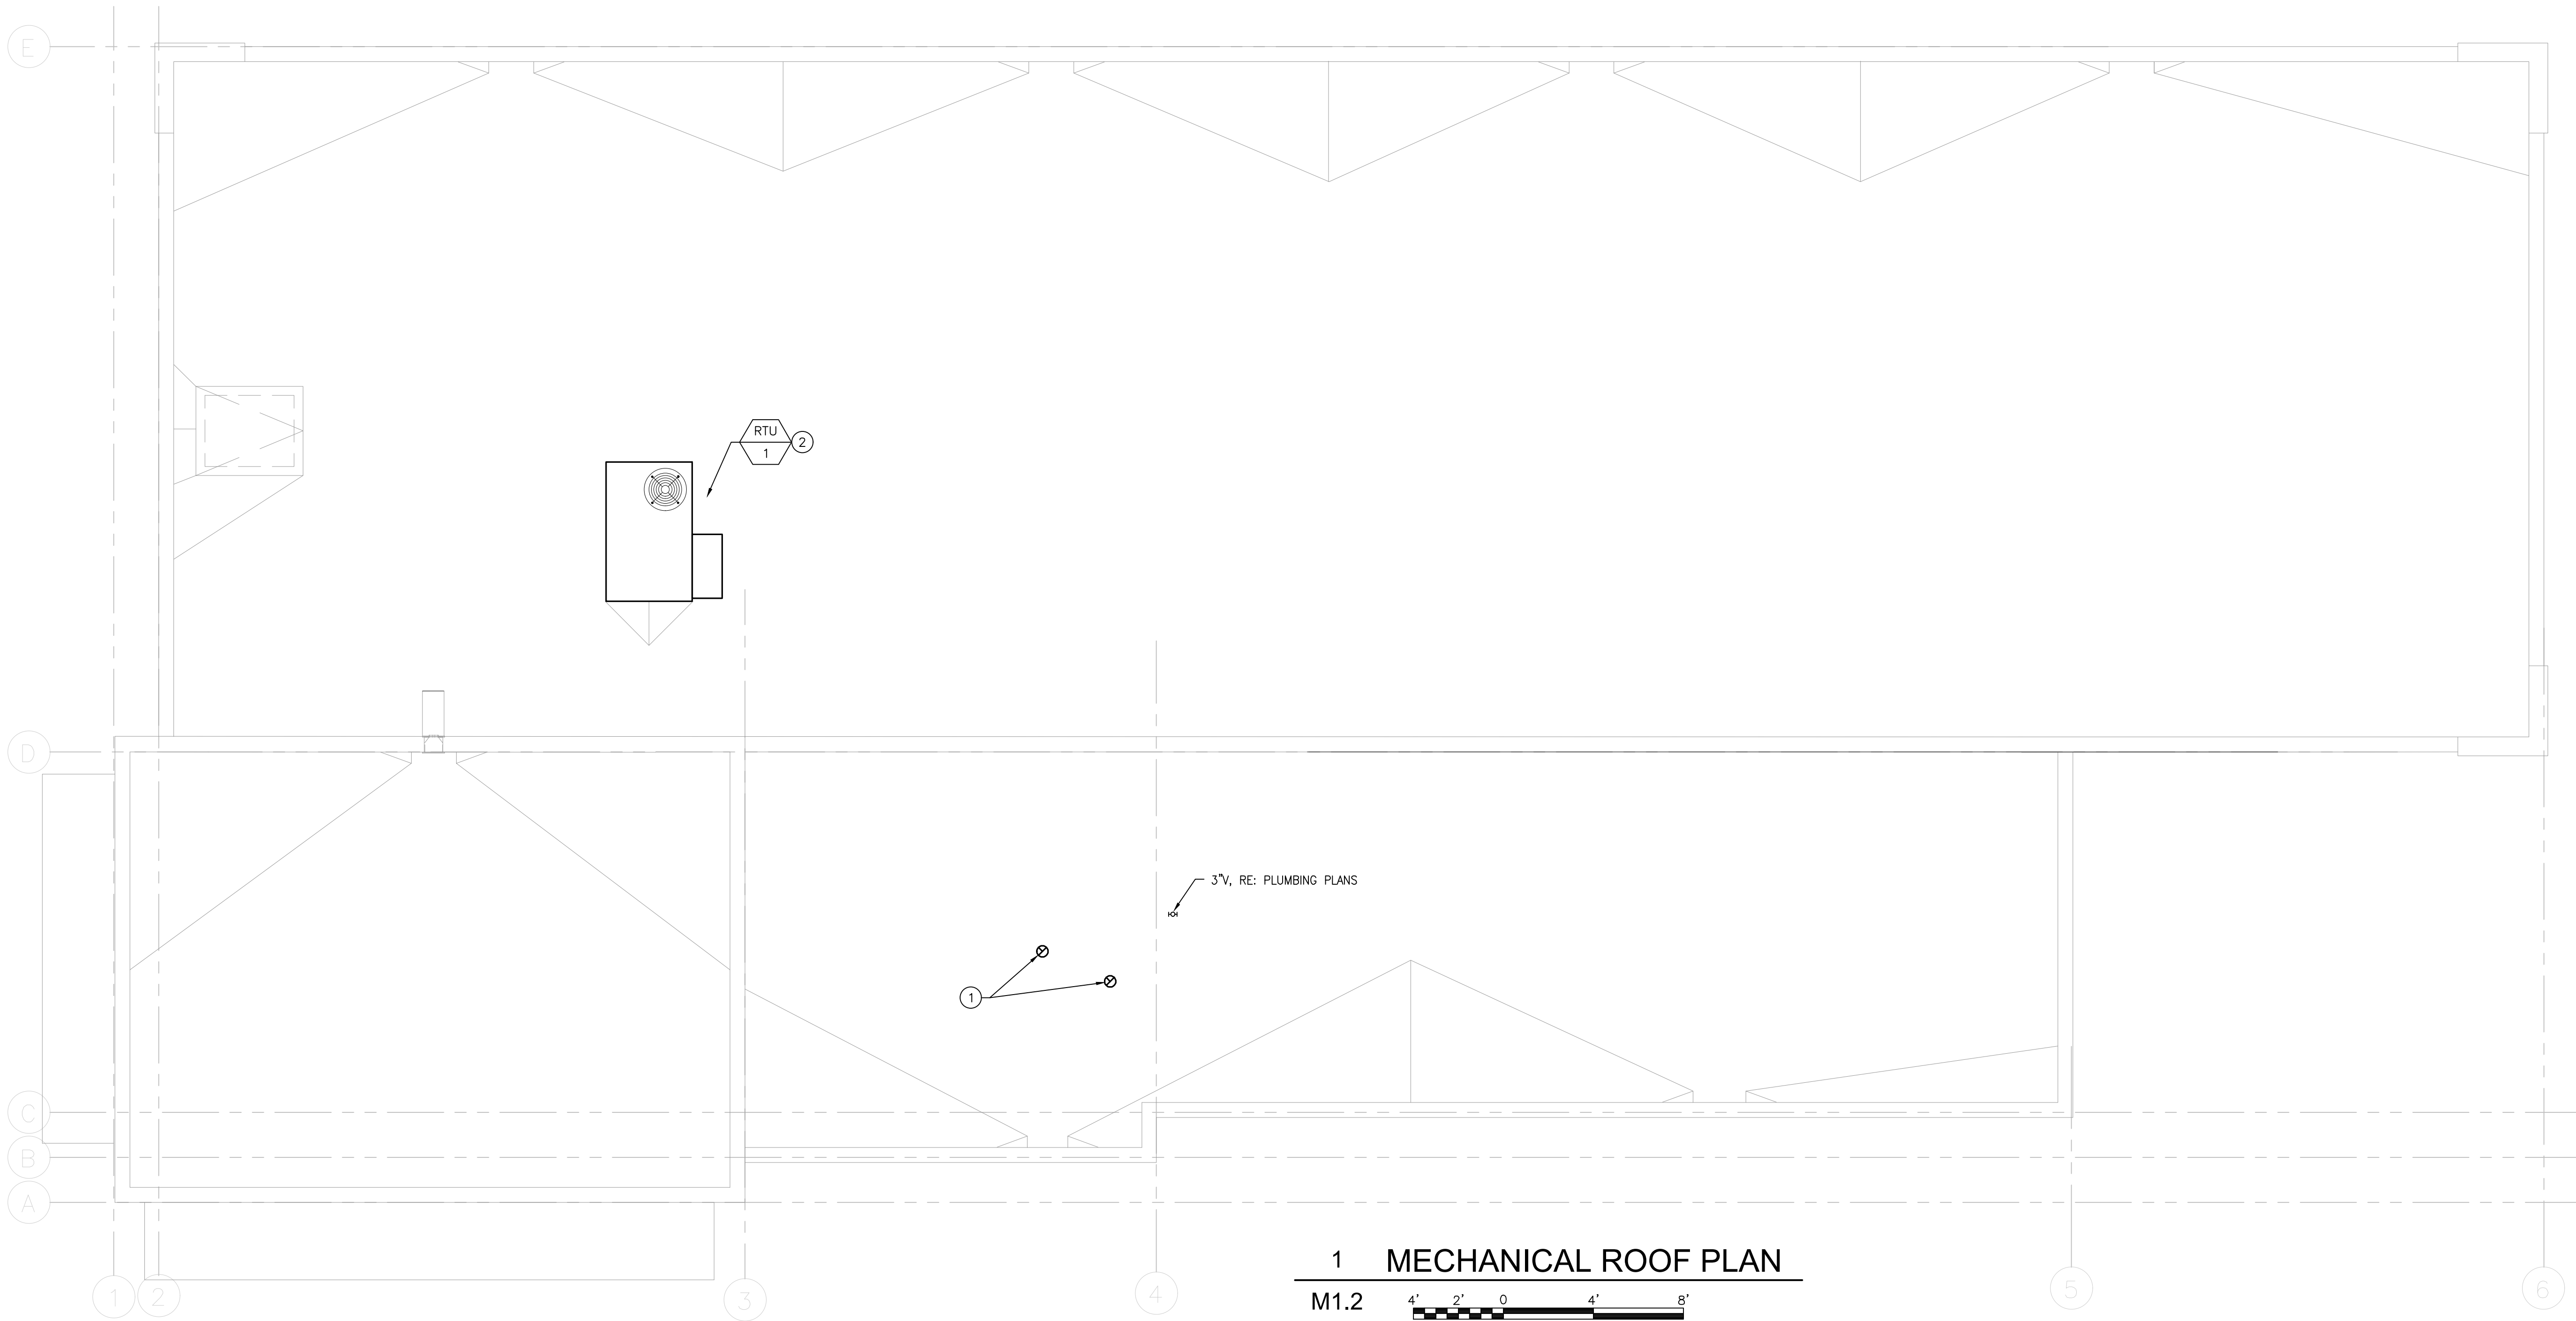 E
RTU
1
2
D
3"V, RE: PLUMBING PLANS
1
C
B
A
1 2 3 4 5 6
1 MECHANICAL ROOF PLAN
M1.2
4' 2' 0 4' 8'